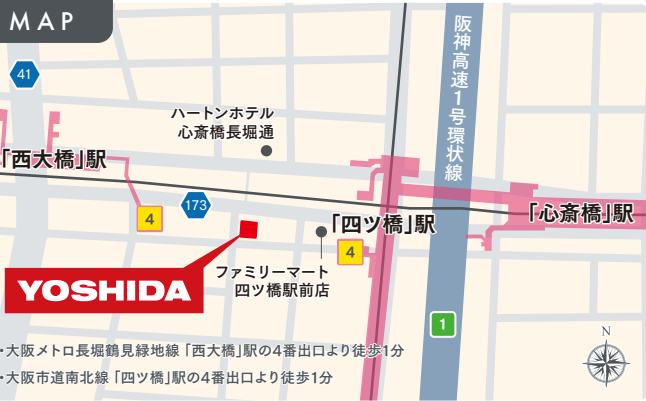 MAP
41
阪神高速1号環状線
ハートンホテル
心斎橋長堀通
「西大橋」駅
173
4
「四ツ橋」駅
「心斎橋」駅
4
ファミリーマート
四ツ橋駅前店
YOSHIDA
1
N
・大阪メトロ長堀鶴見緑地線「西大橋」駅の4番出口より徒歩1分
・大阪市道南北線「四ツ橋」駅の4番出口より徒歩1分